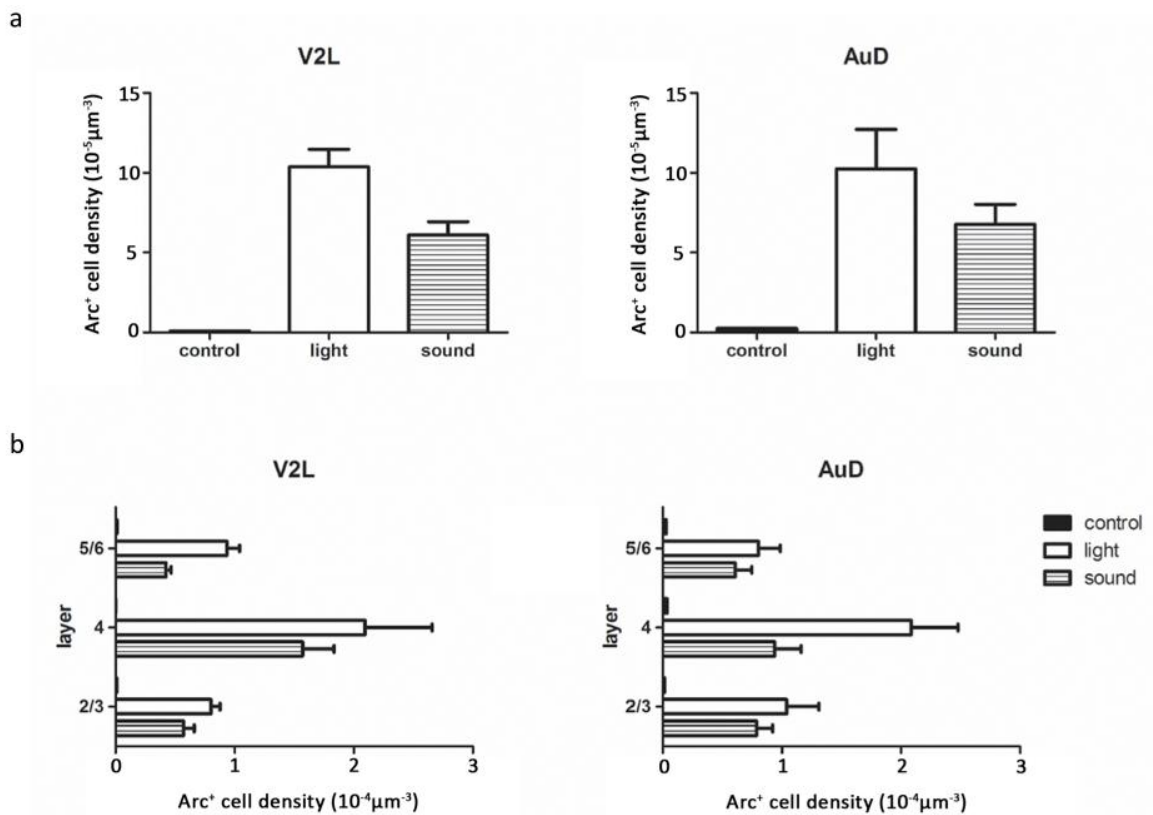 a
V2L
AuD
Arc⁺ cell density (10⁻⁵µm⁻³)
15
10
5
0
control
light
sound
Arc⁺ cell density (10⁻⁵µm⁻³)
15
10
5
0
control
light
sound
b
V2L
AuD
layer
5/6
4
2/3
0
1
2
3
Arc⁺ cell density (10⁻⁴µm⁻³)
layer
5/6
4
2/3
0
1
2
3
Arc⁺ cell density (10⁻⁴µm⁻³)
control
light
sound